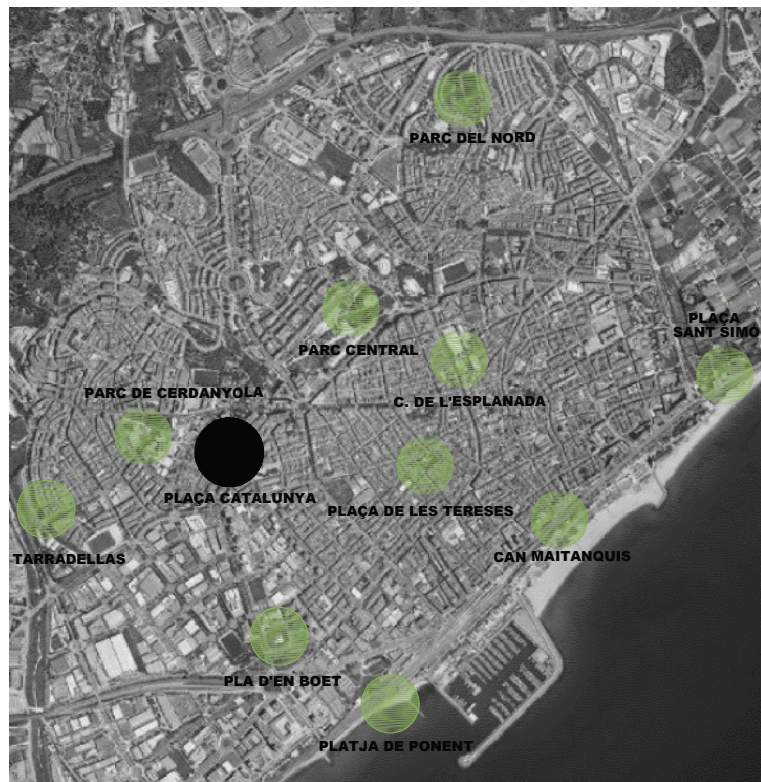 PARC DEL NORD
PLAÇA
SANT SIMÓ
PARC CENTRAL
PARC DE CERDANYOLA
C. DE L'ESPLANADA
PLAÇA CATALUNYA
PLAÇA DE LES TERESES
TARRADELLAS
CAN MAITANQUIS
PLA D'EN BOET
PLATJA DE PONENT